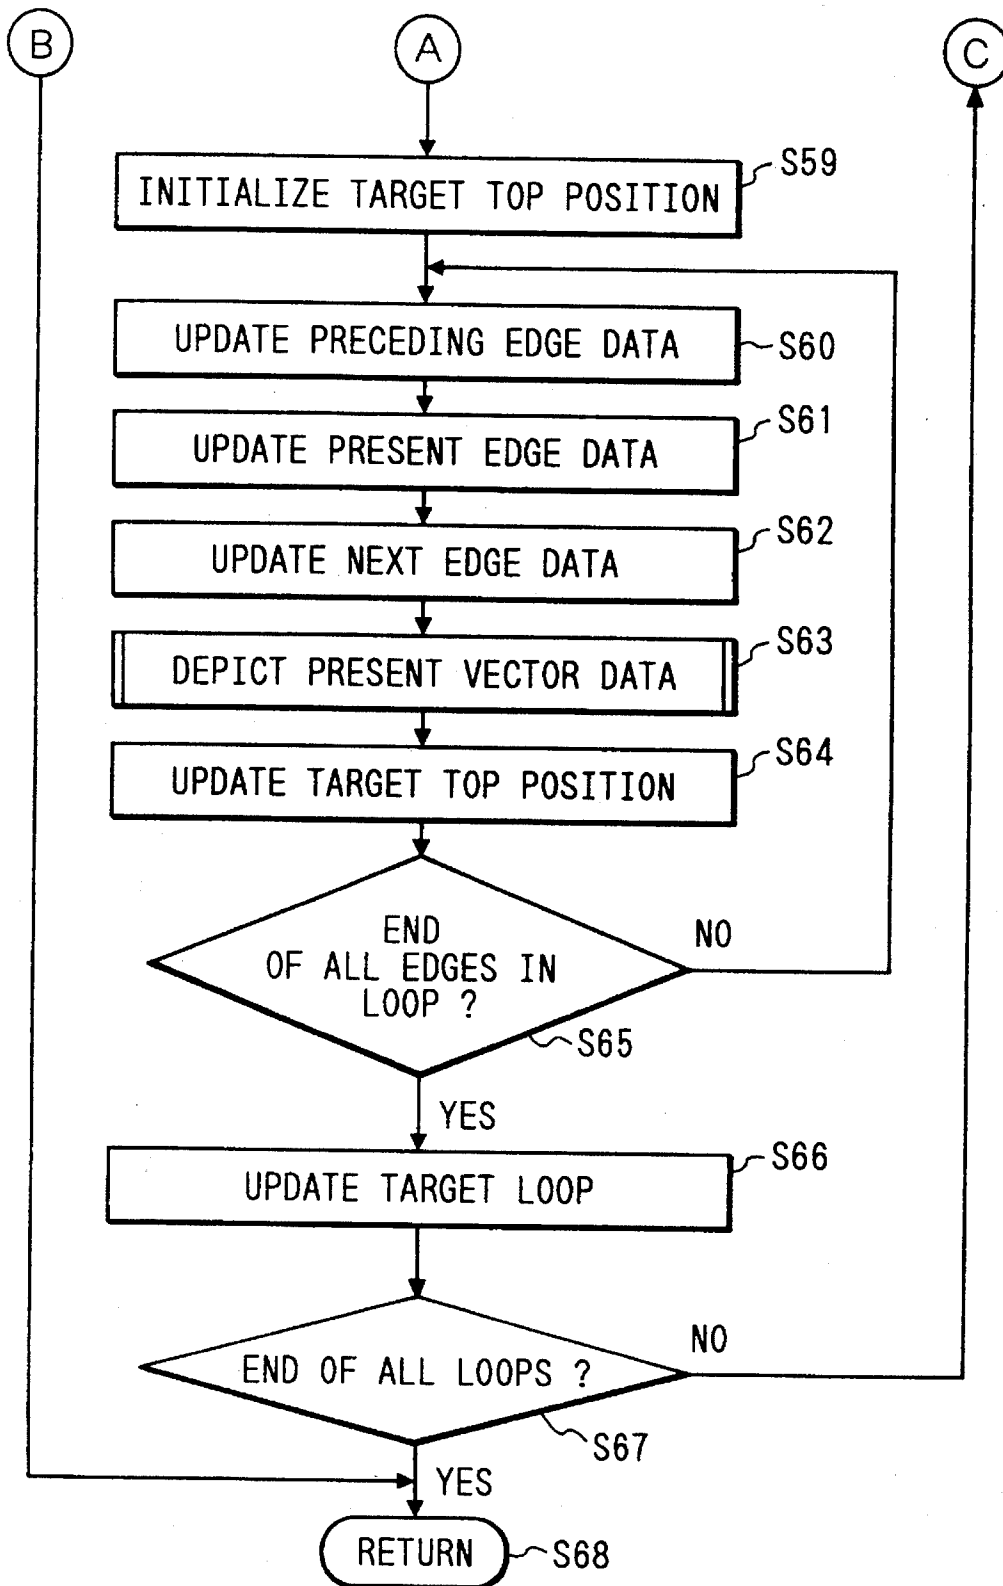 B
A
C
S59
INITIALIZE TARGET TOP POSITION
UPDATE PRECEDING EDGE DATA
S60
S61
UPDATE PRESENT EDGE DATA
S62
UPDATE NEXT EDGE DATA
S63
DEPICT PRESENT VECTOR DATA
S64
UPDATE TARGET TOP POSITION
END
OF ALL EDGES IN
LOOP ?
NO
S65
YES
S66
UPDATE TARGET LOOP
END OF ALL LOOPS ?
NO
S67
YES
RETURN
S68